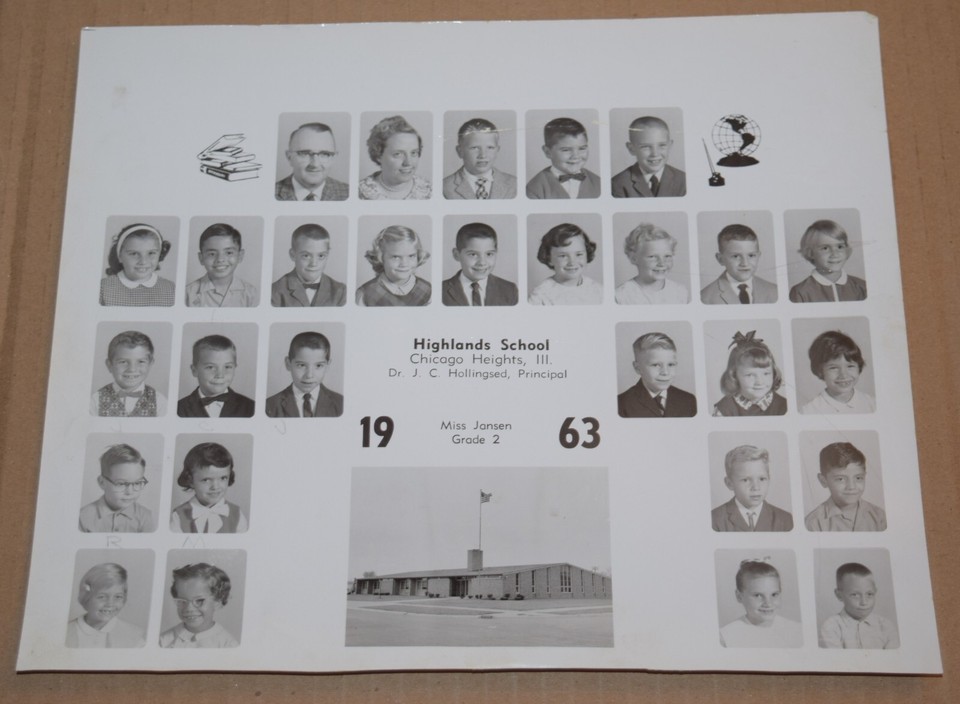 Highlands School
Chicago Heights, Ill.
Dr. J. C. Hollingsed, Principal
19 Miss Jansen 63
Grade 2